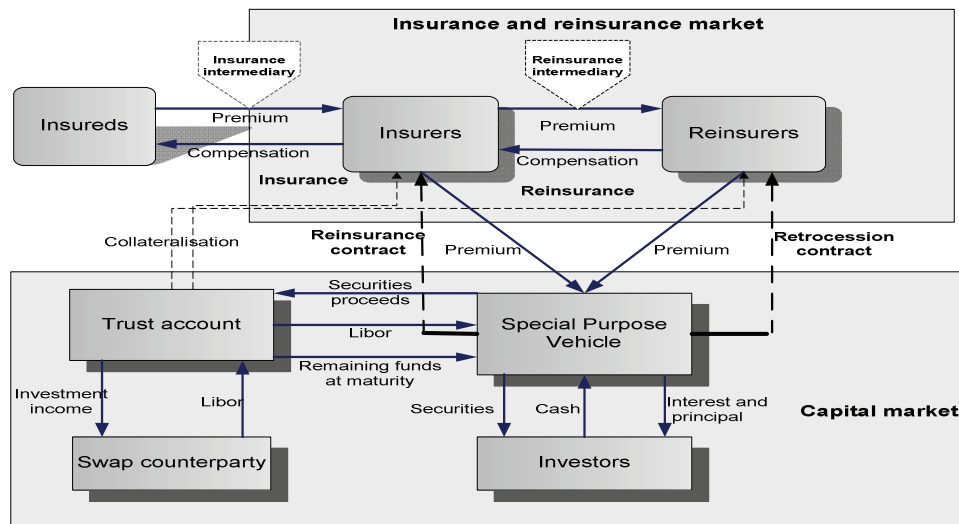 Insurance and reinsurance market
Insurance
intermediary
Reinsurance
intermediary
Insureds
Premium
Insurers
Premium
Reinsurers
Compensation
Compensation
Insurance
Reinsurance
Collateralisation
Reinsurance
contract
Premium
Premium
Retrocession
contract
Securities
proceeds
Trust account
Libor
Special Purpose
Vehicle
Remaining funds
at maturity
Investment
income
Libor
Securities
Cash
Interest and
principal
Capital market
Swap counterparty
Investors